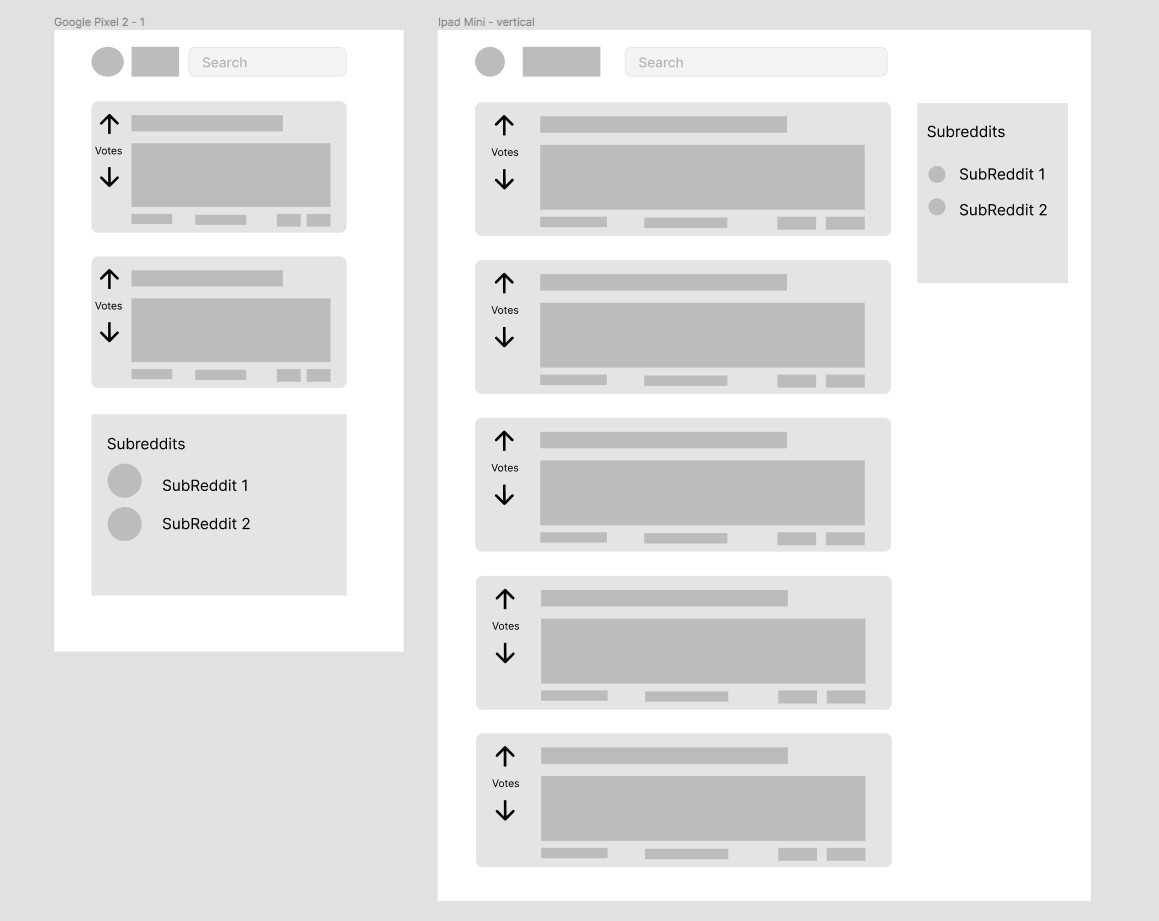 Google Pixel 2 - 1
Search
Votes
Votes
Subreddits
SubReddit 1
SubReddit 2
Ipad Mini - vertical
Search
Votes
Votes
Votes
Votes
Votes
Subreddits
SubReddit 1
SubReddit 2